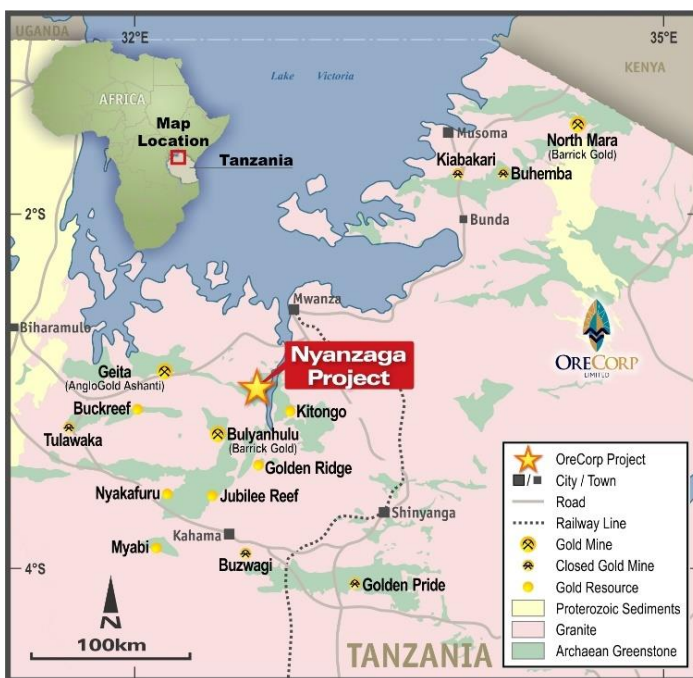 UGANDA
32°E
35°E
KENYA
Lake Victoria
AFRICA
Map
Location
Tanzania
Musoma
North Mara
(Barrick Gold)
Kiabakari
Buhemba
2°S
Bunda
Mwanza
Biharamulo
ORECORP
LIMITED
Nyanzaga
Project
Geita
(AngloGold Ashanti)
Buckreef
Kitongo
Tulawaka
Bulyanhulu
(Barrick Gold)
Golden Ridge
Nyakafuru
Jubilee Reef
Shinyanga
Kahama
Myabi
Buzwagi
4°S
Golden Pride
N
100km
TANZANIA
OreCorp Project
City / Town
Road
Railway Line
Gold Mine
Closed Gold Mine
Gold Resource
Proterozoic Sediments
Granite
Archaean Greenstone